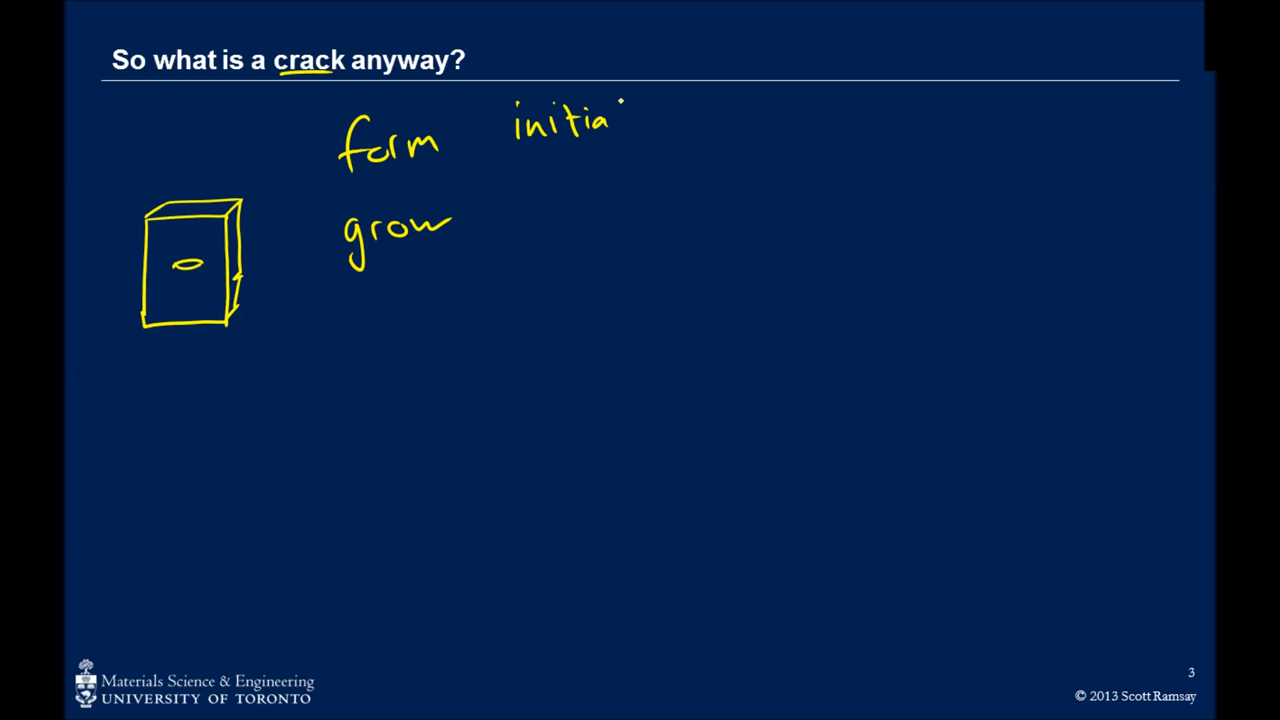 So what is a crack anyway?
form initia
grow
3
Materials Science & Engineering
UNIVERSITY OF TORONTO
© 2013 Scott Ramsay